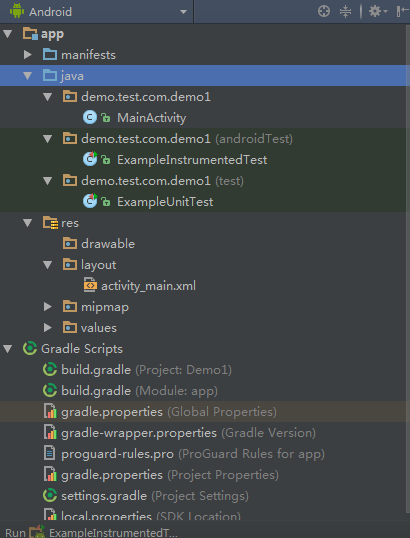 Android
app
manifests
java
demo.test.com.demo1
MainActivity
demo.test.com.demo1 (androidTest)
ExampleInstrumentedTest
demo.test.com.demo1 (test)
ExampleUnitTest
res
drawable
layout
activity_main.xml
mipmap
values
Gradle Scripts
build.gradle (Project: Demo1)
build.gradle (Module: app)
gradle.properties (Global Properties)
gradle-wrapper.properties (Gradle Version)
proguard-rules.pro (ProGuard Rules for app)
gradle.properties (Project Properties)
settings.gradle (Project Settings)
local.properties (SDK Location)
Run ExampleInstrumentedT...